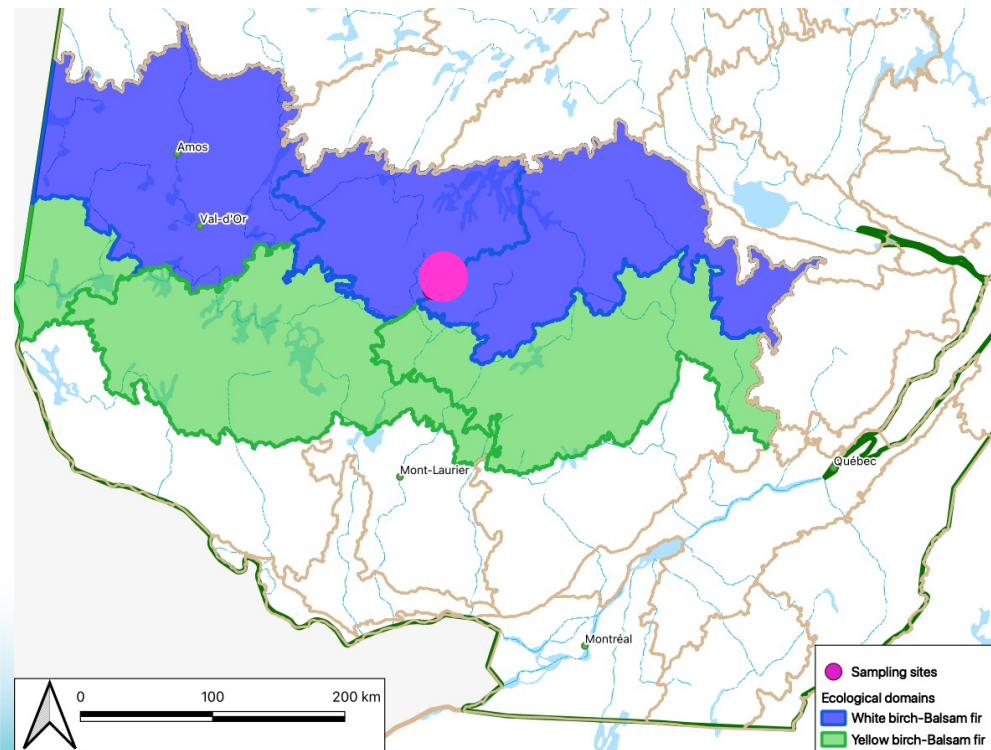 Amos
Val-d'Or
Mont-Laurier
Québec
Montréal
0 100 200 km
Sampling sites
Ecological domains
White birch-Balsam fir
Yellow birch-Balsam fir